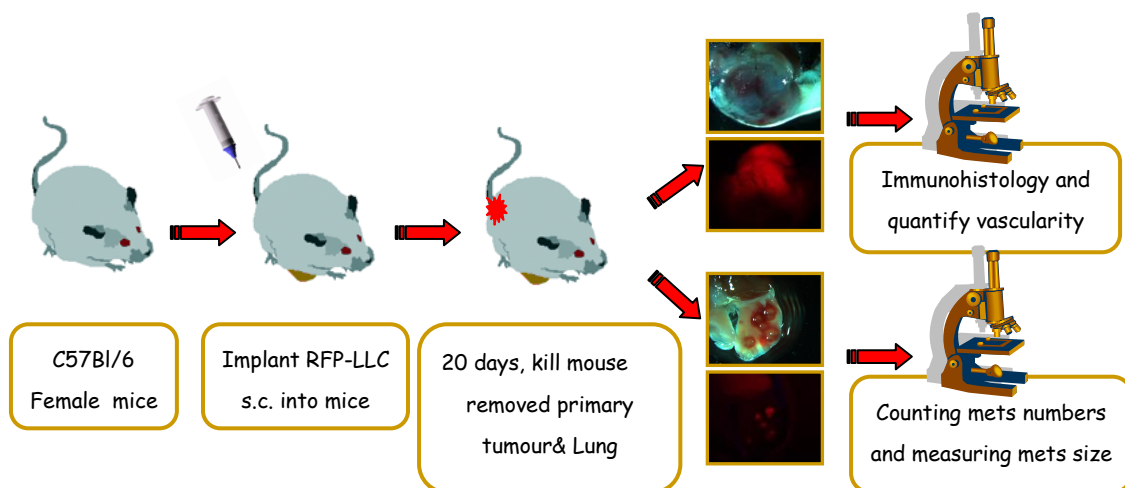 C57Bl/6
Female mice
Implant RFP-LLC
s.c. into mice
20 days, kill mouse
removed primary
tumour& Lung
Immunohistology and
quantify vascularity
Counting mets numbers
and measuring mets size